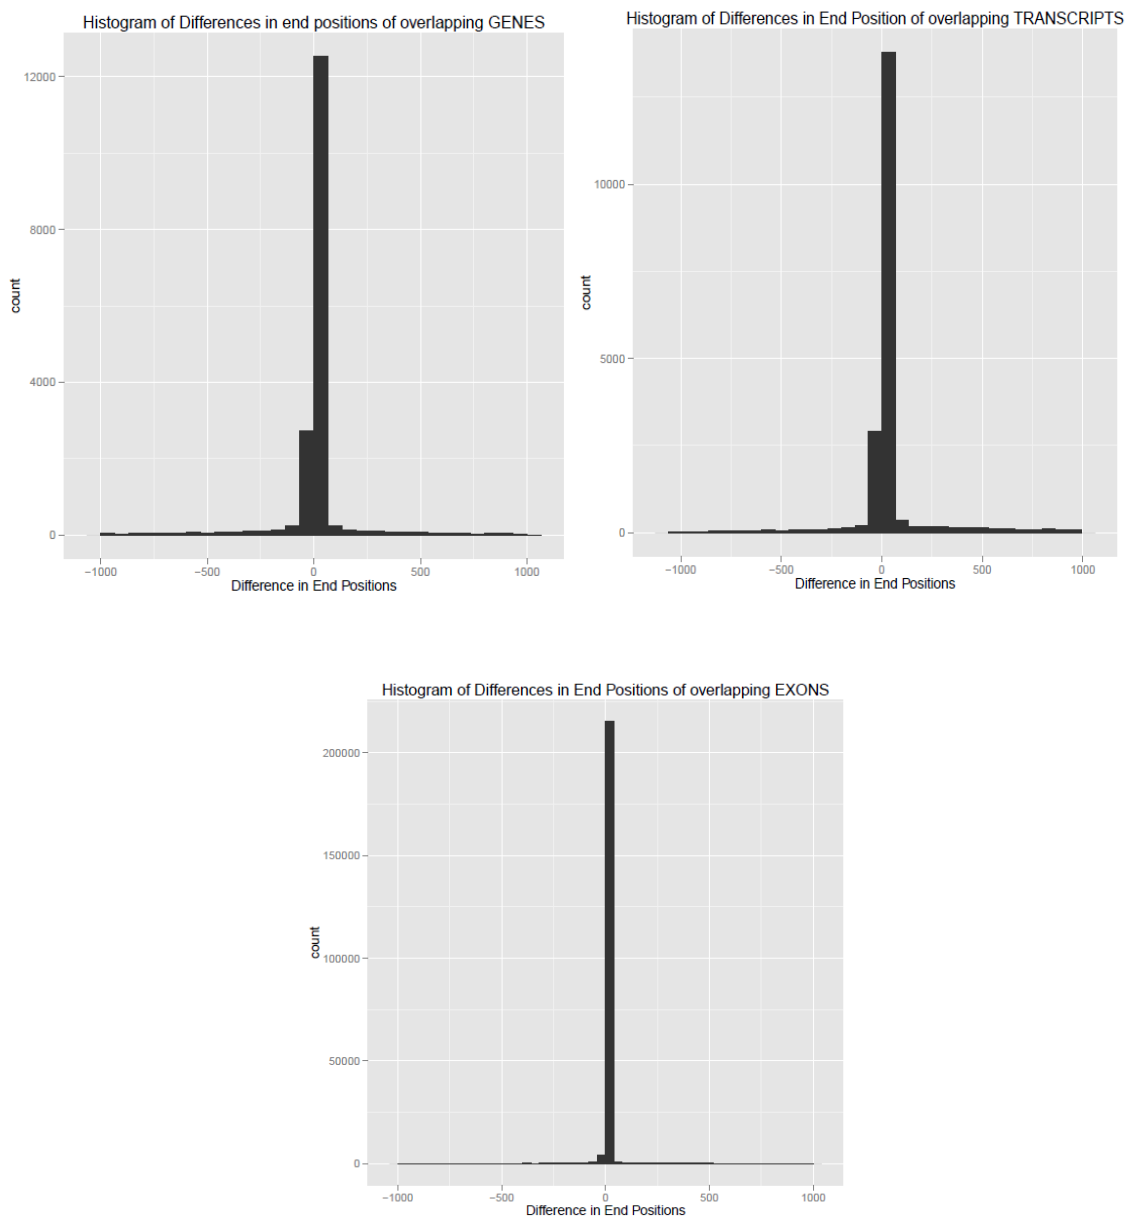 Histogram of Differences in end positions of overlapping GENES
12000
8000
4000
0
count
−1000 −500 0 500 1000
Difference in End Positions
Histogram of Differences in End Position of overlapping TRANSCRIPTS
10000
5000
0
count
−1000 −500 0 500 1000
Difference in End Positions
Histogram of Differences in End Positions of overlapping EXONS
200000
150000
100000
50000
0
count
−1000 −500 0 500 1000
Difference in End Positions